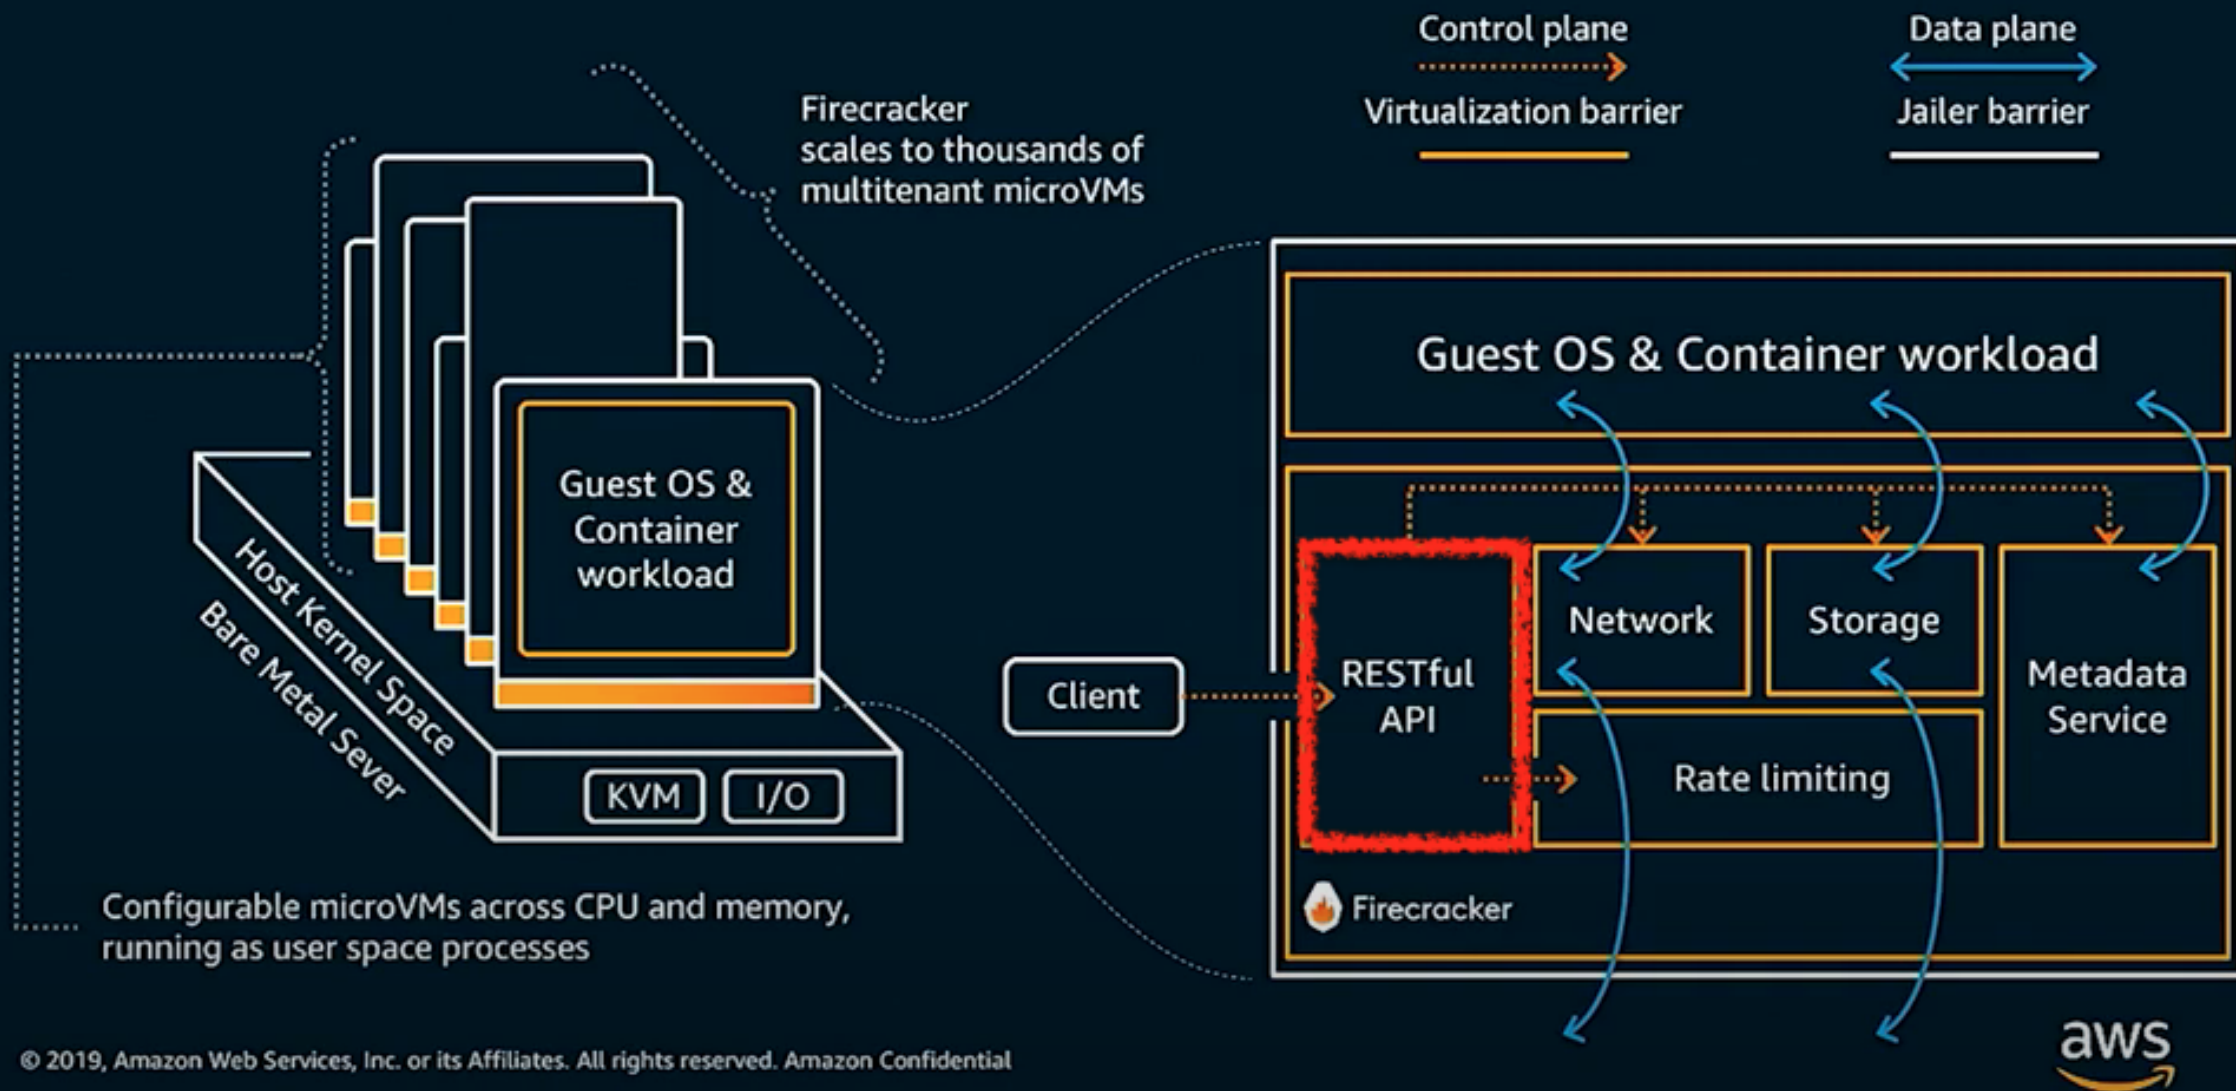 Control plane
Data plane
Virtualization barrier
Jailer barrier
Firecracker
scales to thousands of
multitenant microVMs
Guest OS &
Container
workload
Host Kernel Space
Bare Metal Sever
KVM
I/O
Configurable microVMs across CPU and memory,
running as user space processes
Guest OS & Container workload
Client
RESTful
API
Network
Storage
Metadata
Service
Rate limiting
Firecracker
© 2019, Amazon Web Services, Inc. or its Affiliates. All rights reserved. Amazon Confidential
aws